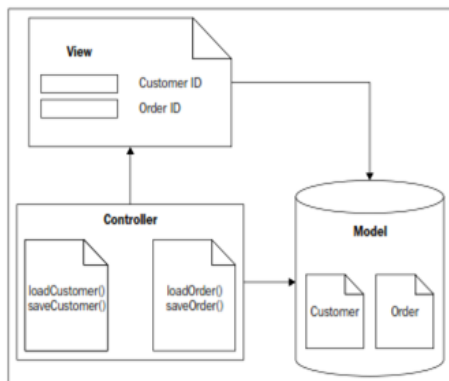 View
Customer ID
Order ID
Controller
loadCustomer()
saveCustomer()
loadOrder()
saveOrder()
Model
Customer
Order